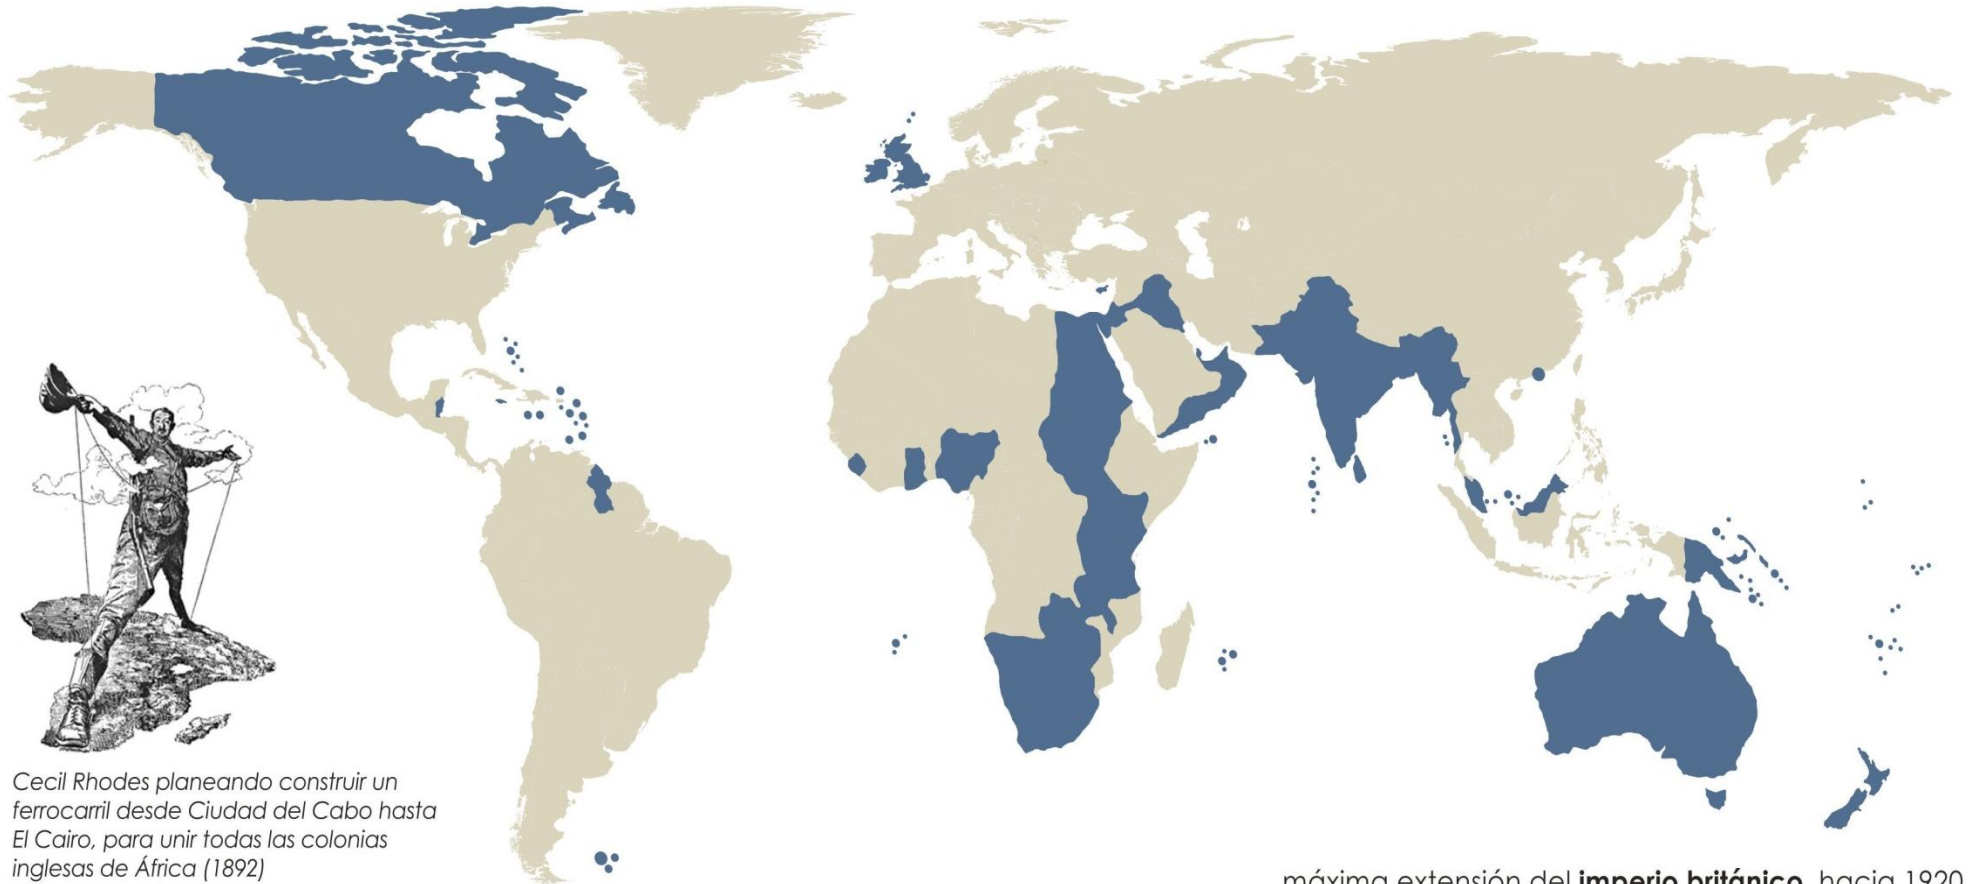 Cecil Rhodes planeando construir un
ferrocarril desde Ciudad del Cabo hasta
El Cairo, para unir todas las colonias
inglesas de África (1892)
máxima extensión del imperio británico, hacia 1920